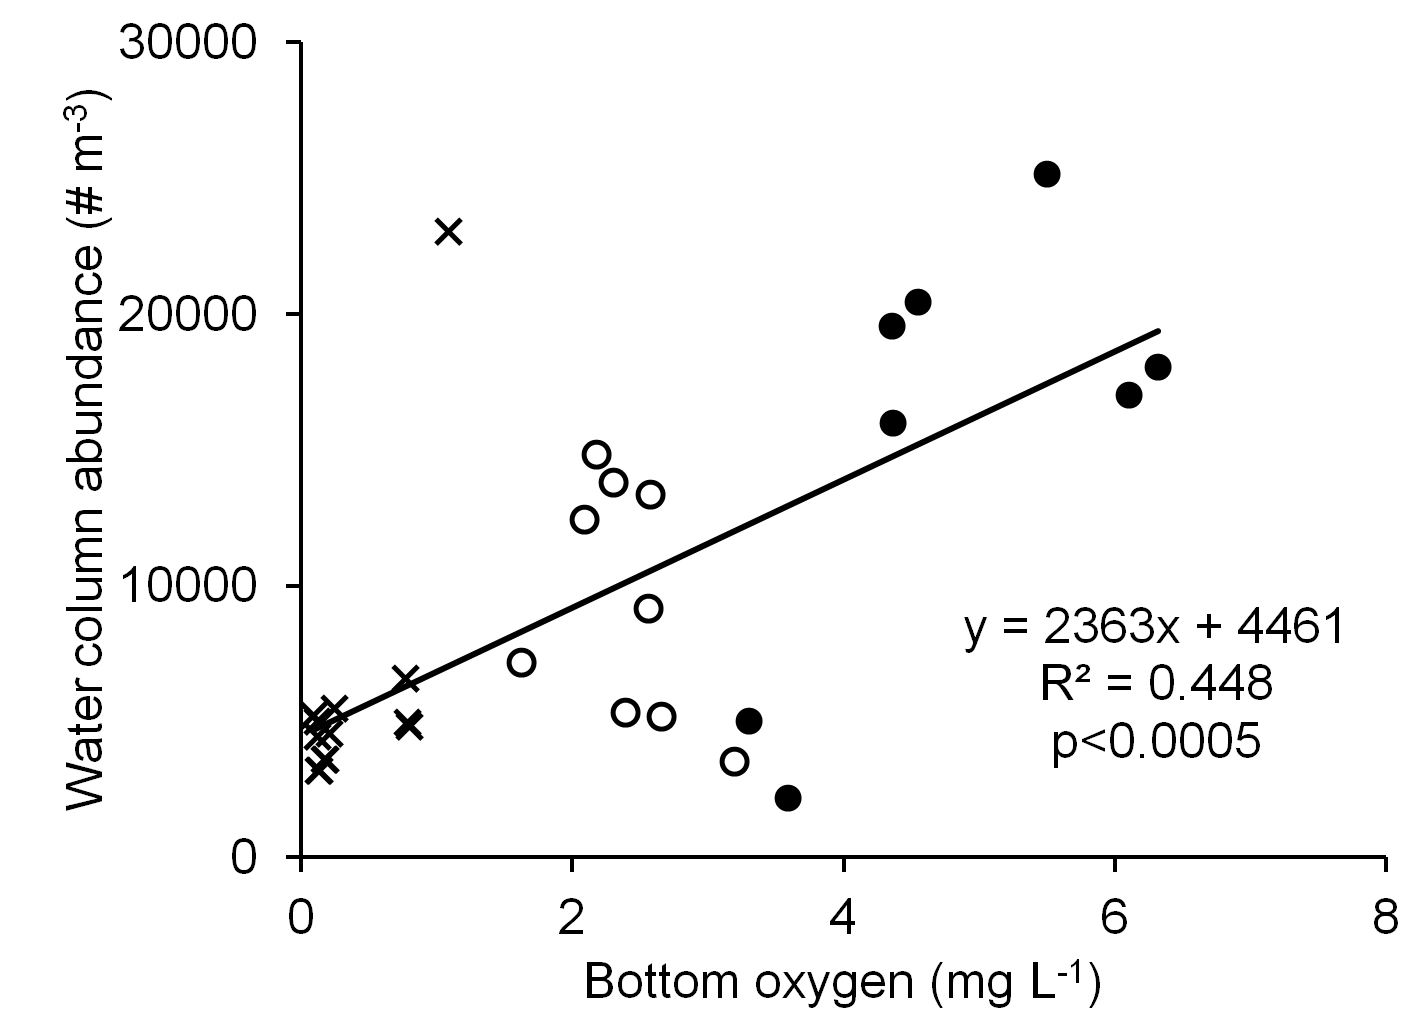 30000
20000
10000
0
Water column abundance (# m⁻³)
y = 2363x + 4461
R² = 0.448
p<0.0005
0 2 4 6 8
Bottom oxygen (mg L⁻¹)